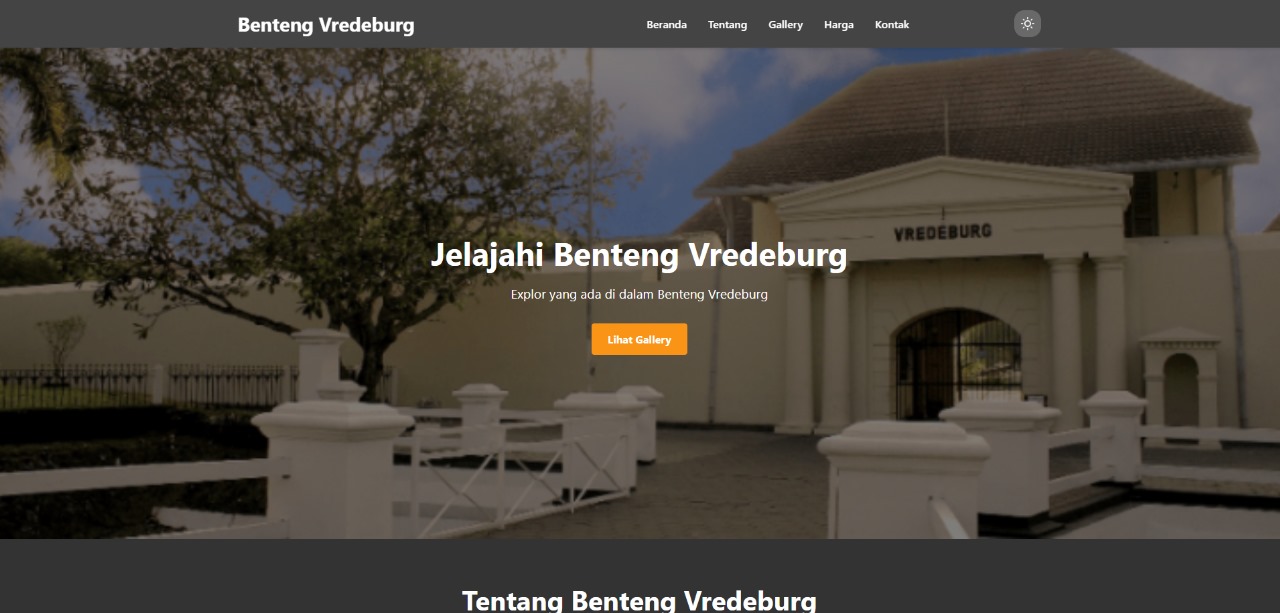 Benteng Vredeburg
Beranda Tentang Gallery Harga Kontak
VREDEBURG
Jelajahi Benteng Vredeburg
Explor yang ada di dalam Benteng Vredeburg
Lihat Gallery
Tentang Benteng Vredeburg